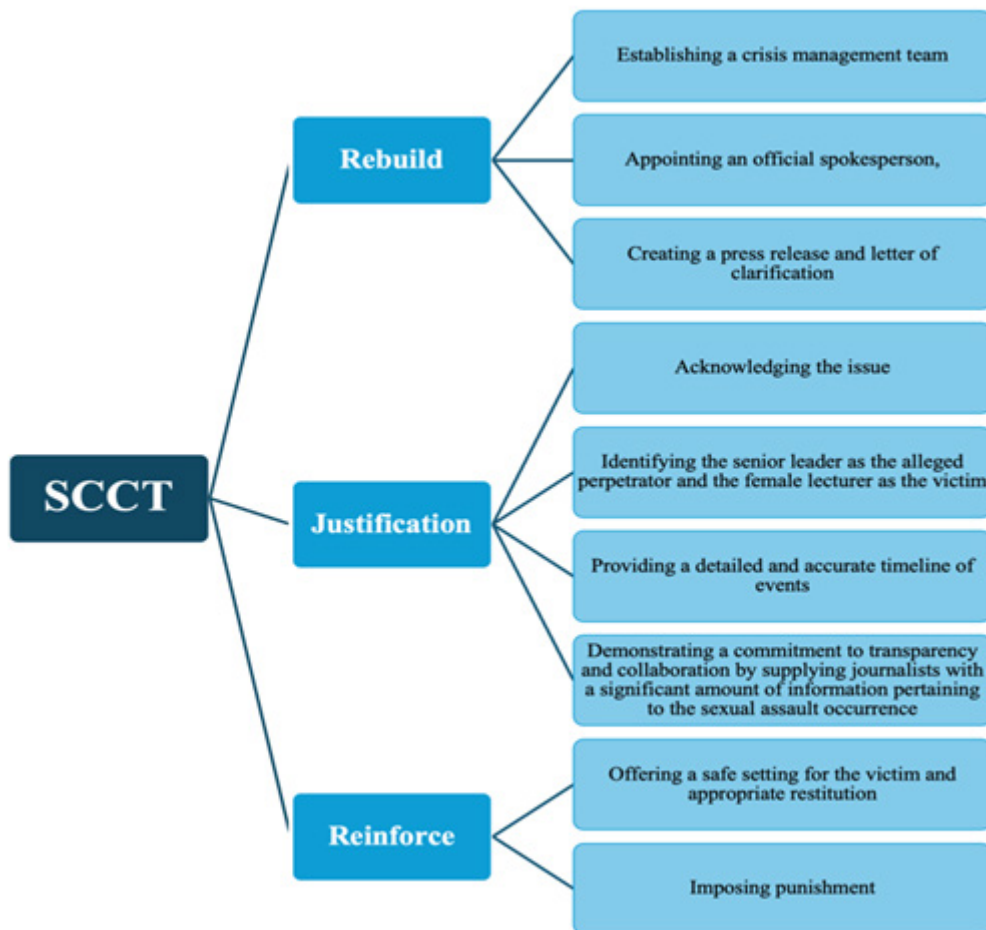 SCCT
Rebuild
Establishing a crisis management team
Appointing an official spokesperson,
Creating a press release and letter of
clarification
Justification
Acknowledging the issue
Identifying the senior leader as the alleged
perpetrator and the female lecturer as the victim
Providing a detailed and accurate timeline of
events
Demonstrating a commitment to transparency
and collaboration by supplying journalists with
a significant amount of information pertaining
to the sexual assault occurrence
Reinforce
Offering a safe setting for the victim and
appropriate restitution
Imposing punishment